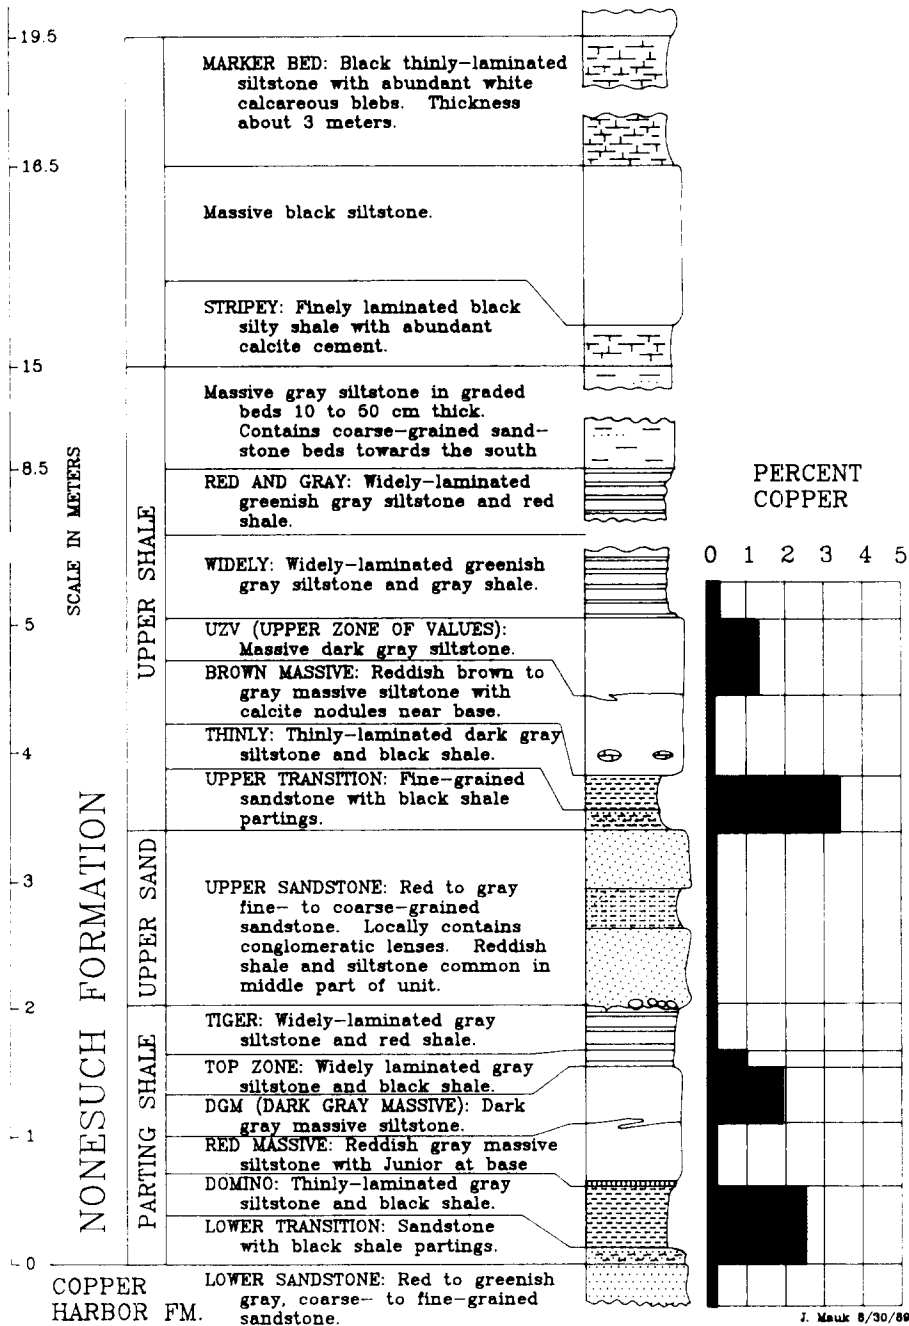 19.5
MARKER BED: Black thinly-laminated
siltstone with abundant white
calcareous blebs. Thickness
about 3 meters.
16.5
Massive black siltstone.
STRIPEY: Finely laminated black
silty shale with abundant
calcite cement.
15
Massive gray siltstone in graded
beds 10 to 50 cm thick.
Contains coarse-grained sand-
stone beds towards the south
8.5
RED AND GRAY: Widely-laminated
greenish gray siltstone and red
shale.
WIDELY: Widely-laminated greenish
gray siltstone and gray shale.
5
UZV (UPPER ZONE OF VALUES):
Massive dark gray siltstone.
BROWN MASSIVE: Reddish brown to
gray massive siltstone with
calcite nodules near base.
THINLY: Thinly-laminated dark gray
siltstone and black shale.
4
UPPER TRANSITION: Fine-grained
sandstone with black shale
partings.
3
UPPER SANDSTONE: Red to gray
fine- to coarse-grained
sandstone. Locally contains
conglomeratic lenses. Reddish
shale and siltstone common in
middle part of unit.
2
TIGER: Widely-laminated gray
siltstone and red shale.
TOP ZONE: Widely laminated gray
siltstone and black shale.
DGM (DARK GRAY MASSIVE): Dark
gray massive siltstone.
1
RED MASSIVE: Reddish gray massive
siltstone with Junior at base
DOMINO: Thinly-laminated gray
siltstone and black shale.
LOWER TRANSITION: Sandstone
with black shale partings.
0
LOWER SANDSTONE: Red to greenish
gray, coarse- to fine-grained
sandstone.
COPPER
HARBOR FM.
SCALE IN METERS
NONESUCH FORMATION
UPPER SHALE
UPPER SAND
PARTING SHALE
PERCENT
COPPER
0 1 2 3 4 5
J. Mauk 5/30/89